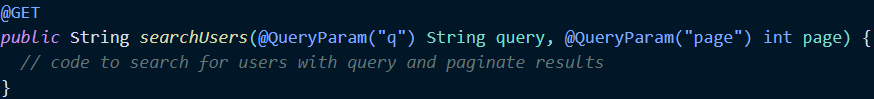 @GET
public String searchUsers(@QueryParam("q") String query, @QueryParam("page") int page) {
  // code to search for users with query and paginate results
}